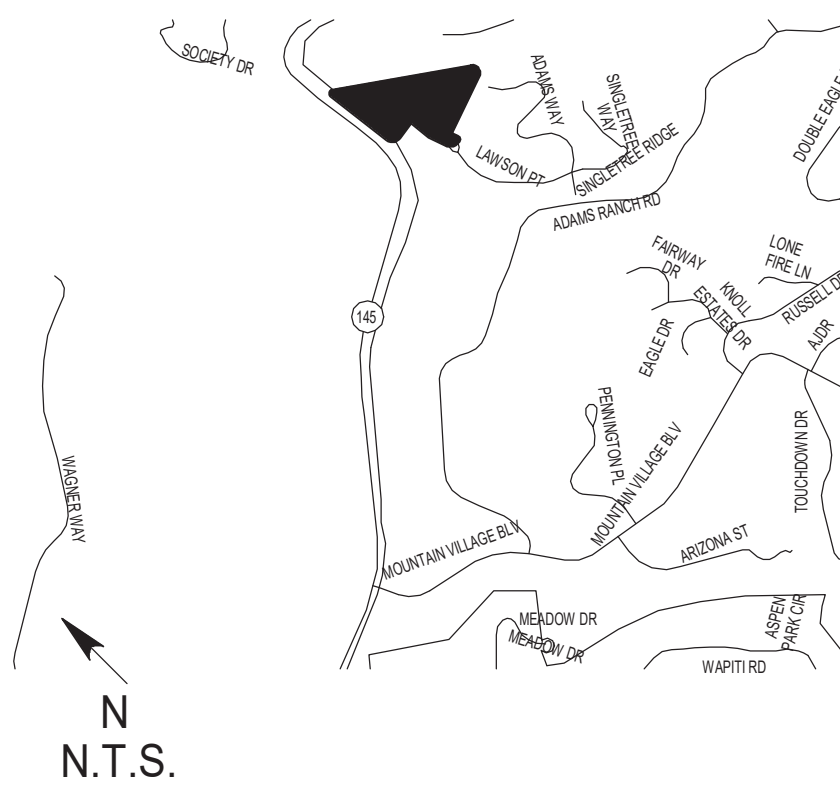 SOCIETY DR
ADAMS WAY
SINGLETREE
WAY
LAWSON PT
SINGLETREE RIDGE
DOUBLE EAGLE
ADAMS RANCH RD
FAIRWAY
DR
LONE
FIRE LN
KNOLL
ESTATES DR
RUSSELL DR
145
EAGLE DR
AJDR
PENNINGTON PL
MOUNTAIN VILLAGE BLV
TOUCHDOWN DR
WAGNER WAY
MOUNTAIN VILLAGE BLV
ARIZONA ST
MEADOW DR
MEADOW DR
ASPEN
PARK CIR
WAPITI RD
N
N.T.S.